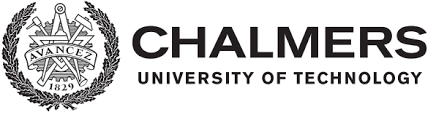 AVANCEZ
1829
CHALMERS
UNIVERSITY OF TECHNOLOGY